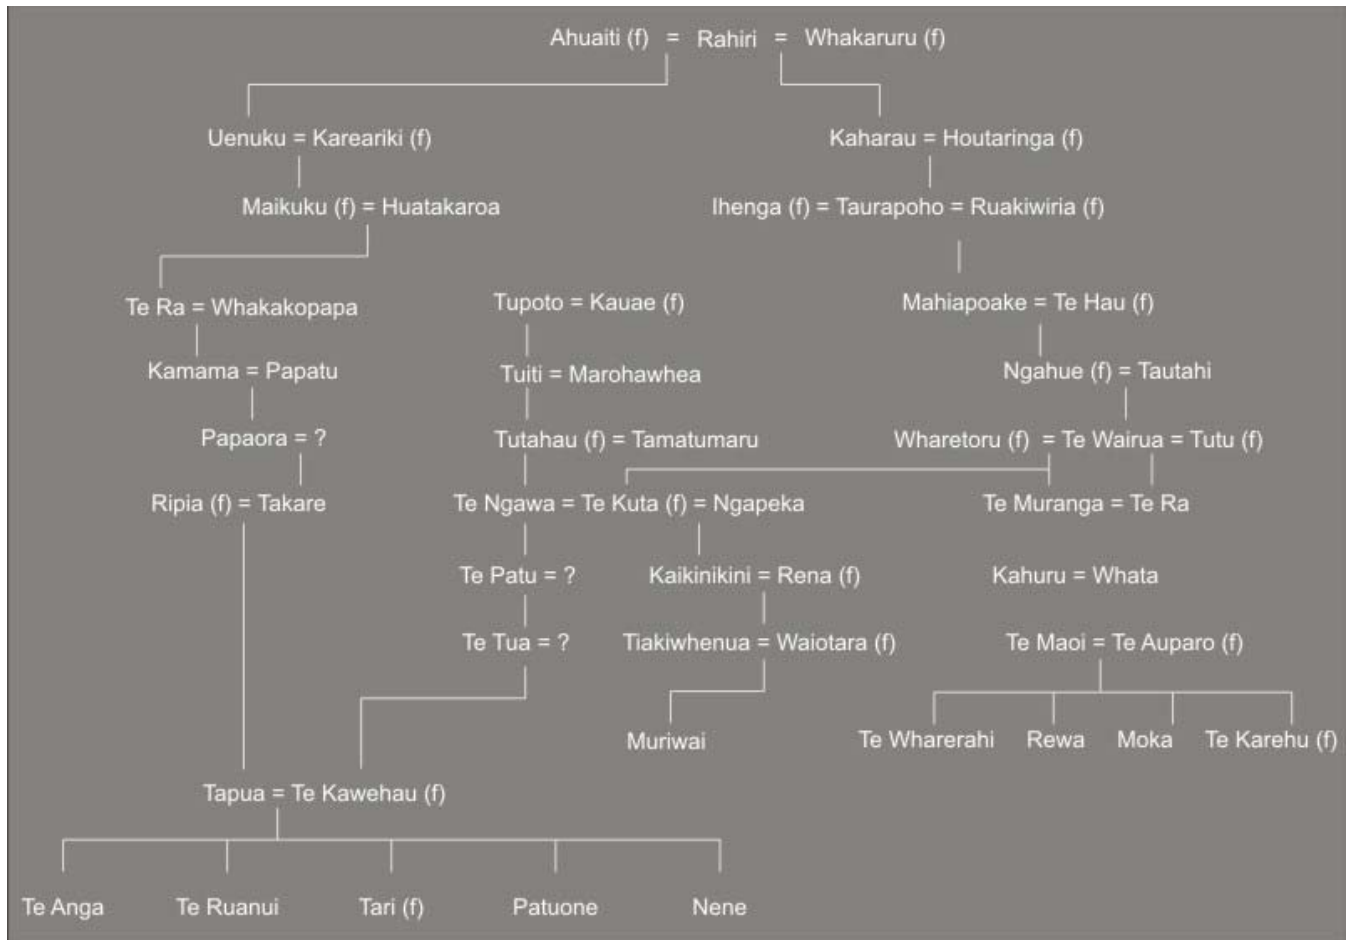 Ahuaiti (f) = Rahiri = Whakaruru (f)
Uenuku = Kareariki (f) Kaharau = Houtaringa (f)
Maikuku (f) = Huatakaroa Ihenga (f) = Taurapoho = Ruakiwiria (f)
Te Ra = Whakakopapa Tupoto = Kauae (f) Mahiapoake = Te Hau (f)
Kamama = Papatu Tuiti = Marohawhea Ngahue (f) = Tautahi
Papaora = ? Tutahau (f) = Tamatumaru Wharetoru (f) = Te Wairua = Tutu (f)
Ripia (f) = Takare Te Ngawa = Te Kuta (f) = Ngapeka Te Muranga = Te Ra
Te Patu = ? Kaikinikini = Rena (f) Kahuru = Whata
Te Tua = ? Tiakiwhenua = Waiotara (f) Te Maoi = Te Auparo (f)
Muriwai Te Wharerahi Rewa Moka Te Karehu (f)
Tapua = Te Kawehau (f)
Te Anga Te Ruanui Tari (f) Patuone Nene